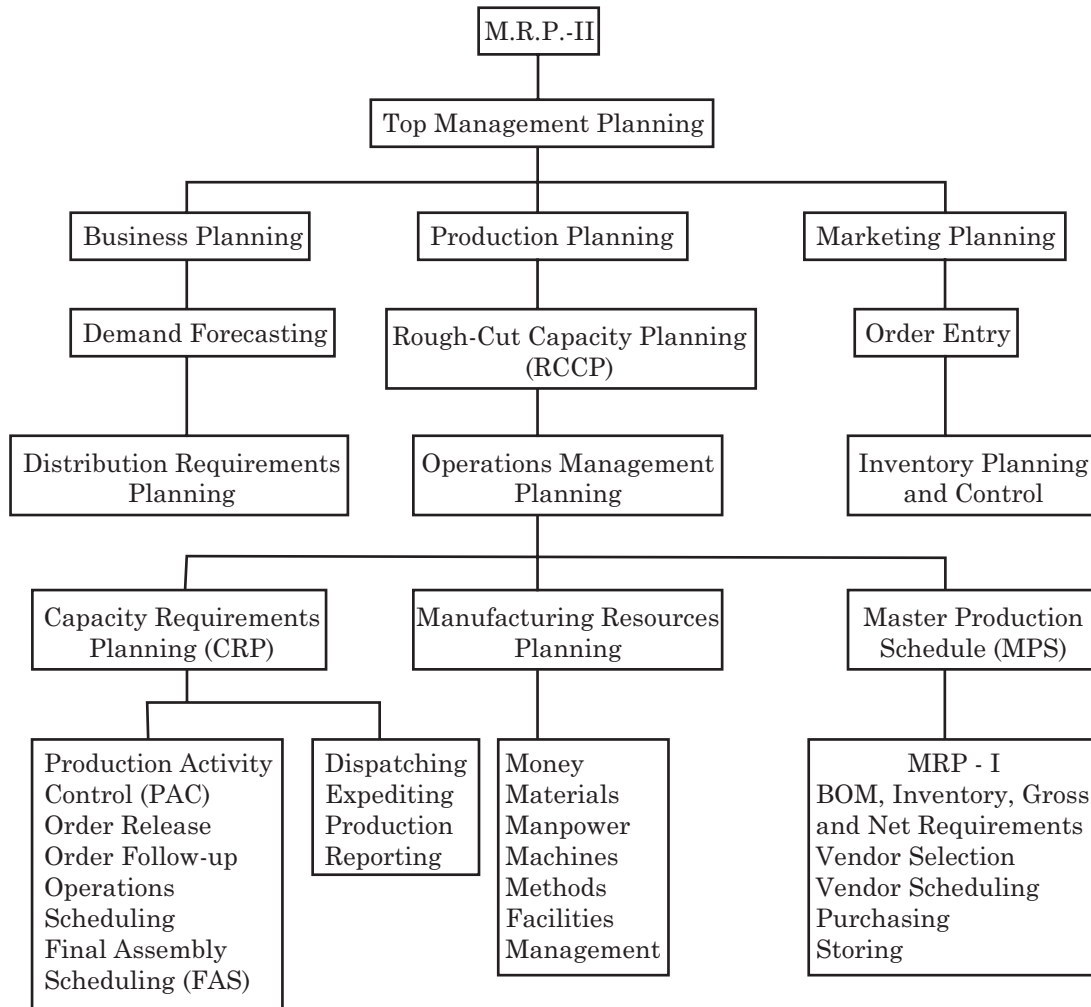 M.R.P.-II
Top Management Planning
Business Planning
Production Planning
Marketing Planning
Demand Forecasting
Rough-Cut Capacity Planning
(RCCP)
Order Entry
Distribution Requirements
Planning
Operations Management
Planning
Inventory Planning
and Control
Capacity Requirements
Planning (CRP)
Manufacturing Resources
Planning
Master Production
Schedule (MPS)
Production Activity
Control (PAC)
Order Release
Order Follow-up
Operations
Scheduling
Final Assembly
Scheduling (FAS)
Dispatching
Expediting
Production
Reporting
Money
Materials
Manpower
Machines
Methods
Facilities
Management
MRP - I
BOM, Inventory, Gross
and Net Requirements
Vendor Selection
Vendor Scheduling
Purchasing
Storing